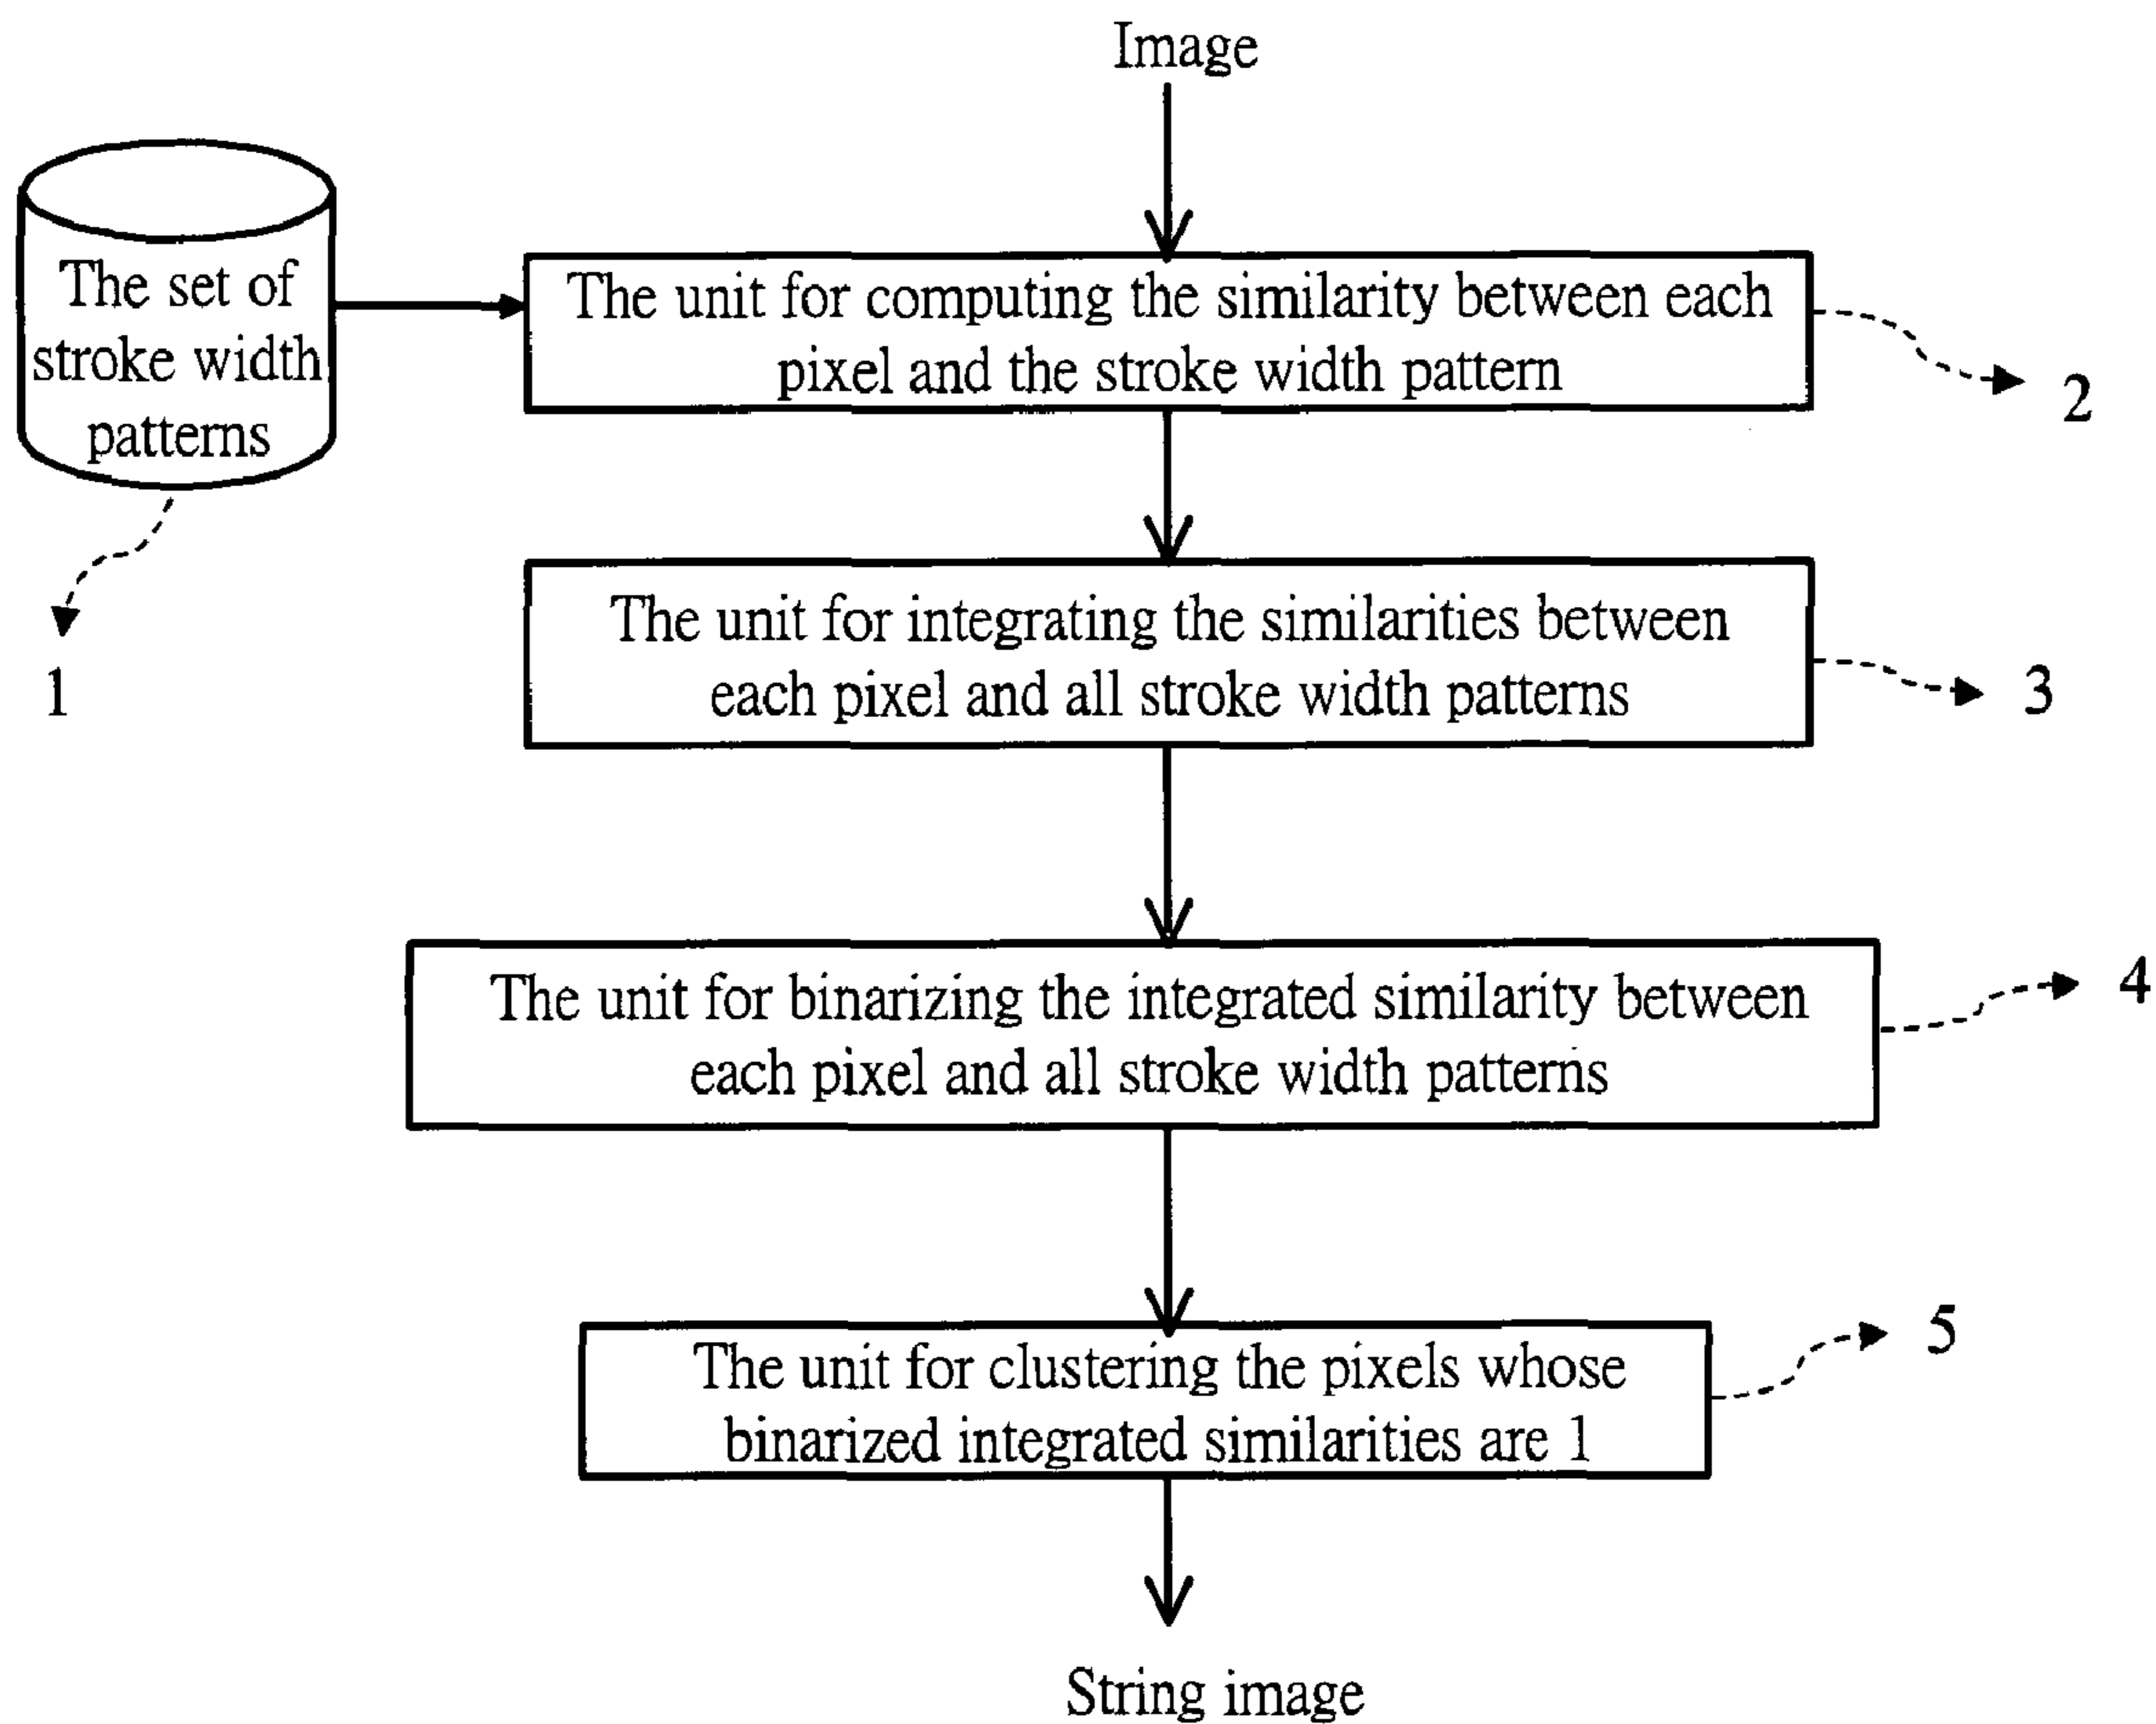 Image
The set of
stroke width
patterns
1
The unit for computing the similarity between each
pixel and the stroke width pattern
2
The unit for integrating the similarities between
each pixel and all stroke width patterns
3
The unit for binarizing the integrated similarity between
each pixel and all stroke width patterns
4
The unit for clustering the pixels whose
binarized integrated similarities are 1
5
String image